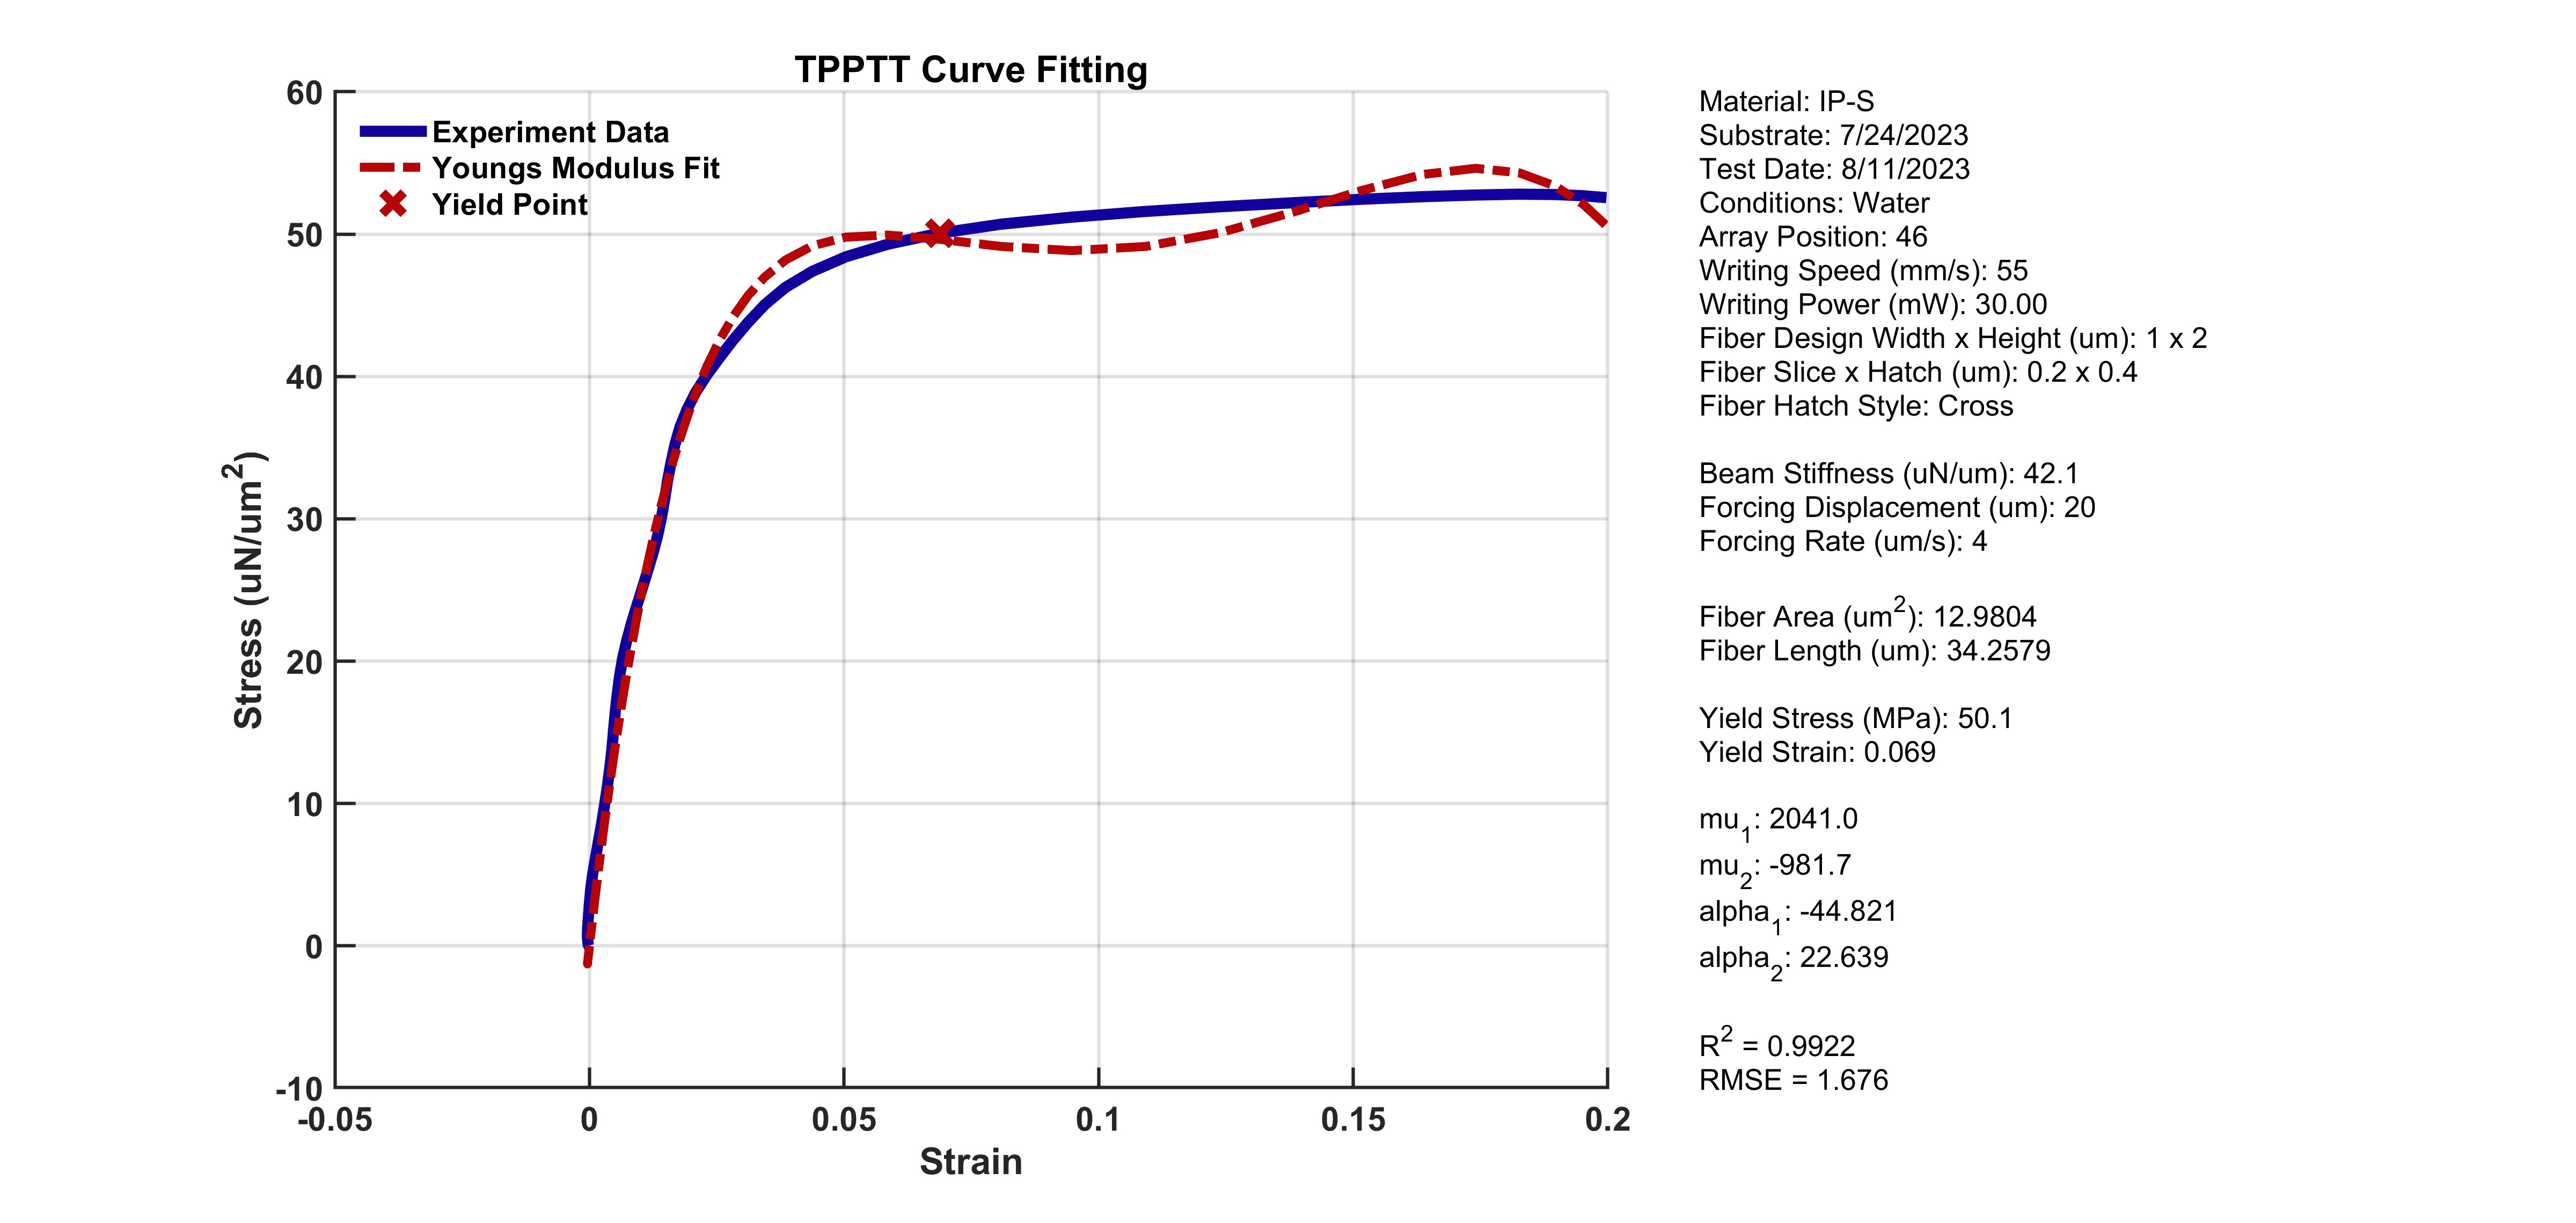 TPPTT Curve Fitting
60
50
40
30
20
10
0
-10
Stress (uN/um²)
Experiment Data
Youngs Modulus Fit
Yield Point
-0.05
0
0.05
0.1
0.15
0.2
Strain
Material: IP-S
Substrate: 7/24/2023
Test Date: 8/11/2023
Conditions: Water
Array Position: 46
Writing Speed (mm/s): 55
Writing Power (mW): 30.00
Fiber Design Width x Height (um): 1 x 2
Fiber Slice x Hatch (um): 0.2 x 0.4
Fiber Hatch Style: Cross
Beam Stiffness (uN/um): 42.1
Forcing Displacement (um): 20
Forcing Rate (um/s): 4
Fiber Area (um²): 12.9804
Fiber Length (um): 34.2579
Yield Stress (MPa): 50.1
Yield Strain: 0.069
mu₁: 2041.0
mu₂: -981.7
alpha₁: -44.821
alpha₂: 22.639
R² = 0.9922
RMSE = 1.676